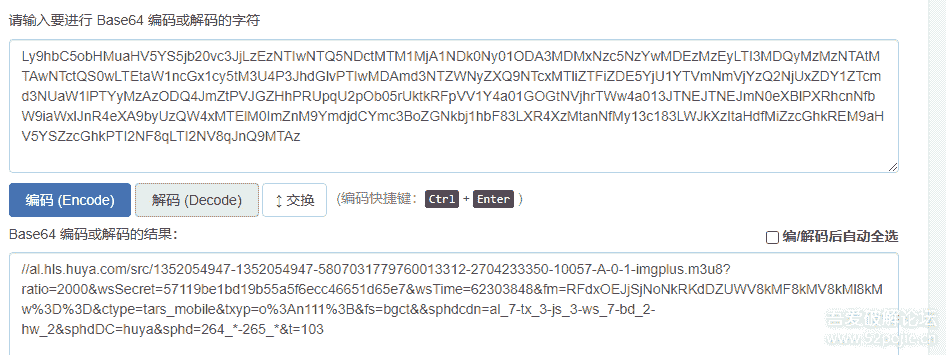 请输入要进行 Base64 编码或解码的字符
Ly9hbC5obHMuaHV5YS5jb20vc3JjLzEzNTIwNTQ5NDctMTM1MjA1NDk0Ny01ODA3MDMxNzc5NzYwMDEzMzEyLTI3MDQyMzMzNTAtM
TAwNTctQS0wLTEtaW1ncGx1cy5tM3U4P3JhdGlvPTIwMDAmd3NTZWNyZXQ9NTcxMTliZTFiZDE5YjU1YTVmNmVjYzQ2NjUxZDY1ZTcm
d3NUaW1lPTYyMzAzODQ4JmZtPVJGZHhPRUpqU2pOb05rUktkRFpVV1Y4a01GOGtNVjhrTWw4a013JTNEJTNEJmN0eXBlPXRhcnNfb
W9iaWxlJnR4eXA9byUzQW4xMTElM0ImZnM9YmdjdCYmc3BoZGNkbj1hbF83LXR4XzMtanNfMy13c183LWJkXzItaHdfMiZzcGhkREM9aH
V5YSZzcGhkPTI2NF8qLTI2NV8qJnQ9MTAz
编码 (Encode)
解码 (Decode)
↕ 交换
(编码快捷键: Ctrl + Enter )
Base64 编码或解码的结果:
编/解码后自动全选
//al.hls.huya.com/src/1352054947-1352054947-5807031779760013312-2704233350-10057-A-0-1-imgplus.m3u8?
ratio=2000&wsSecret=57119be1bd19b55a5f6ecc46651d65e7&wsTime=62303848&fm=RFdxOEJjSjNoNkRKdDZUWV8kMF8kMV8kMl8kM
w%3D%3D&ctype=tars_mobile&txyp=o%3An111%3B&fs=bgct&&sphdcdn=al_7-tx_3-js_3-ws_7-bd_2-
hw_2&sphdDC=huya&sphd=264_*-265_*&t=103
吾爱破解论坛
www.52pojie.cn